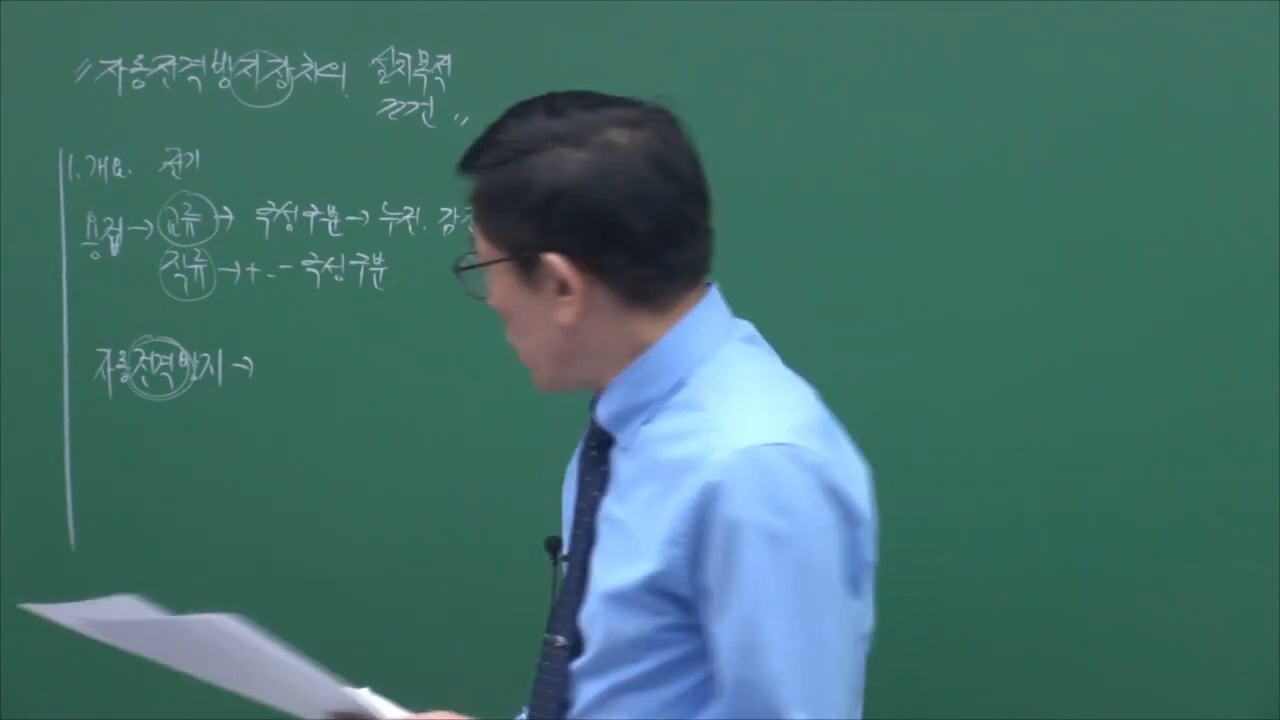 "자동전격방지장치의 설치목적
조건"
1. 개요. 전기
용접→교류→ 극성구분→누전. 감전
직류→+.-극성구분.
자동전격방지→